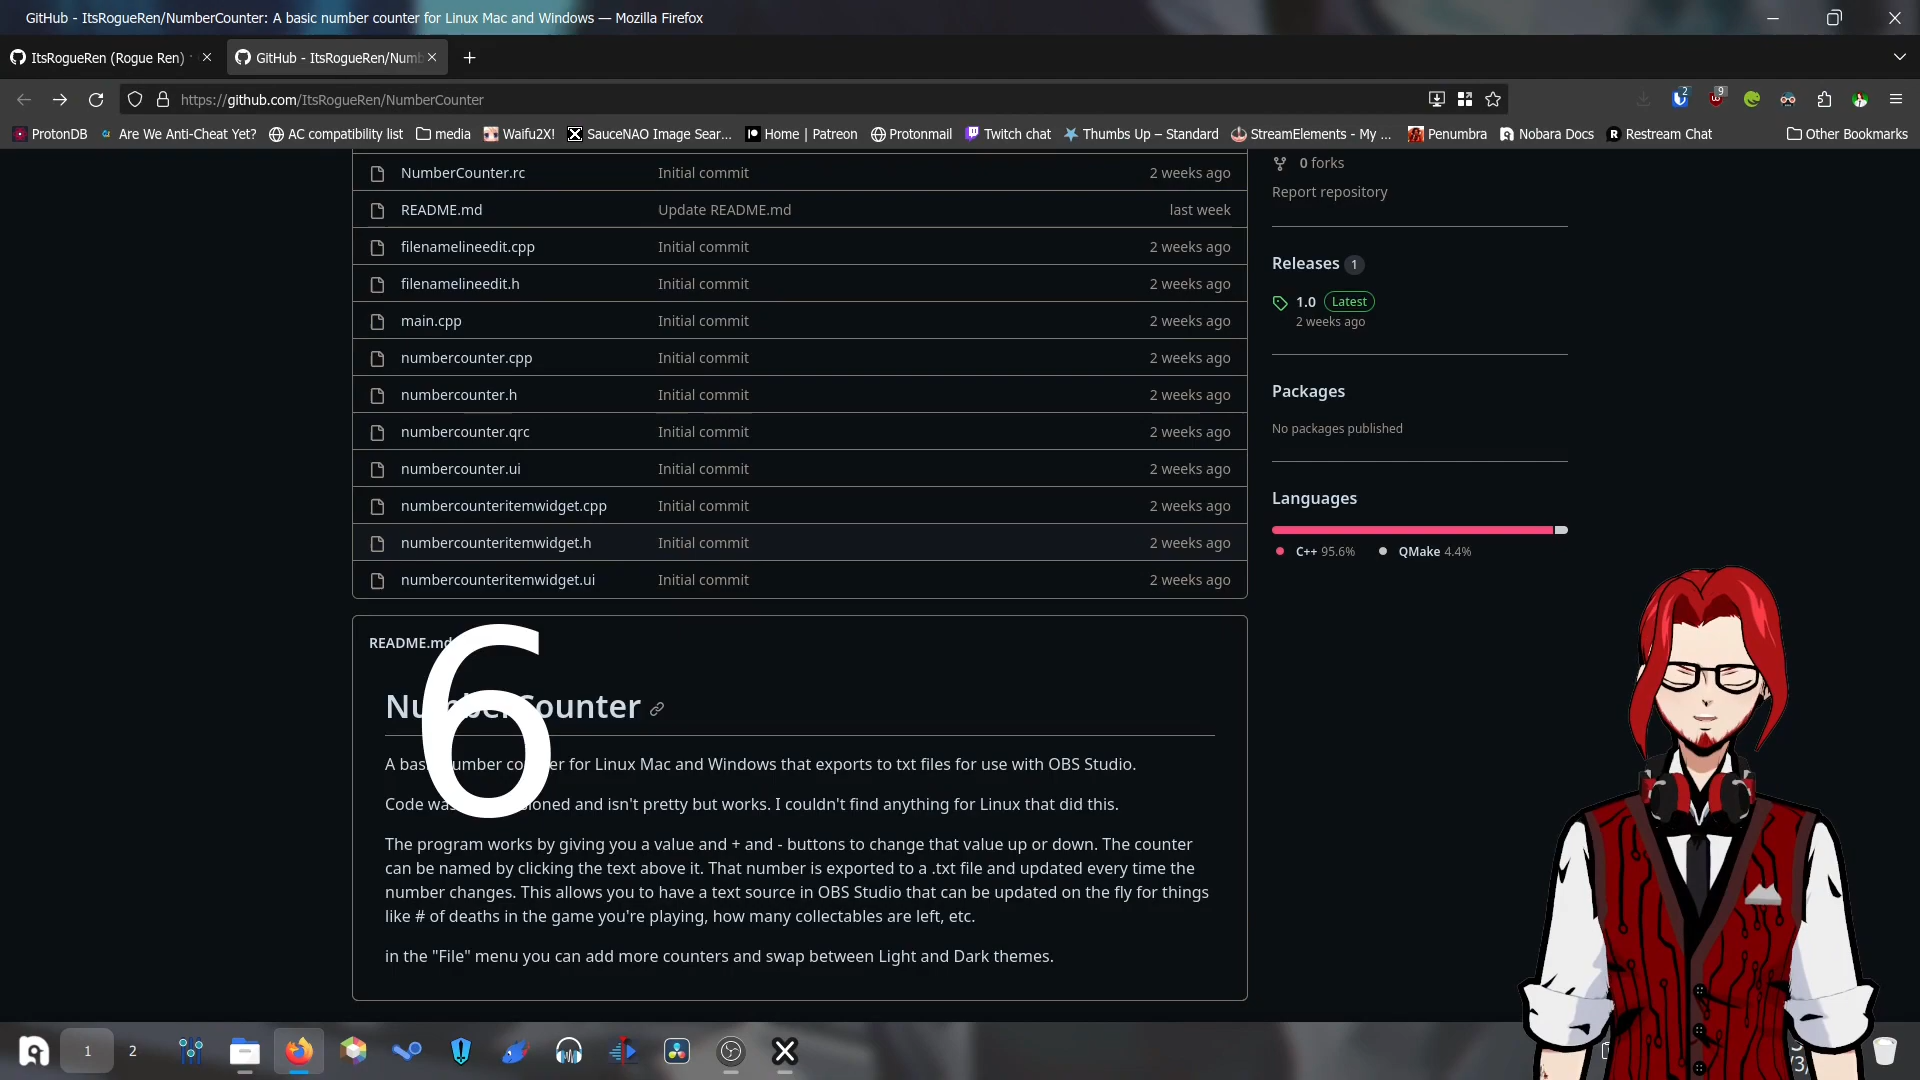 GitHub - ItsRogueRen/NumberCounter: A basic number counter for Linux Mac and Windows — Mozilla Firefox
ItsRogueRen (Rogue Ren)
GitHub - ItsRogueRen/Numb
https://github.com/ItsRogueRen/NumberCounter
2
9
ProtonDB
Are We Anti-Cheat Yet?
AC compatibility list
media
Waifu2X!
SauceNAO Image Sear...
Home | Patreon
Protonmail
Twitch chat
Thumbs Up – Standard
StreamElements - My ...
Penumbra
Nobara Docs
Restream Chat
Other Bookmarks
NumberCounter.rc Initial commit 2 weeks ago
README.md Update README.md last week
filenamelineedit.cpp Initial commit 2 weeks ago
filenamelineedit.h Initial commit 2 weeks ago
main.cpp Initial commit 2 weeks ago
numbercounter.cpp Initial commit 2 weeks ago
numbercounter.h Initial commit 2 weeks ago
numbercounter.qrc Initial commit 2 weeks ago
numbercounter.ui Initial commit 2 weeks ago
numbercounteritemwidget.cpp Initial commit 2 weeks ago
numbercounteritemwidget.h Initial commit 2 weeks ago
numbercounteritemwidget.ui Initial commit 2 weeks ago
0 forks
Report repository
Releases 1
1.0 Latest
2 weeks ago
Packages
No packages published
Languages
C++ 95.6% QMake 4.4%
README.md
6
NumberCounter
A basic number counter for Linux Mac and Windows that exports to txt files for use with OBS Studio.
Code was and isn't pretty but works. I couldn't find anything for Linux that did this.
The program works by giving you a value and + and - buttons to change that value up or down. The counter
can be named by clicking the text above it. That number is exported to a .txt file and updated every time the
number changes. This allows you to have a text source in OBS Studio that can be updated on the fly for things
like # of deaths in the game you're playing, how many collectables are left, etc.
in the "File" menu you can add more counters and swap between Light and Dark themes.
1
2